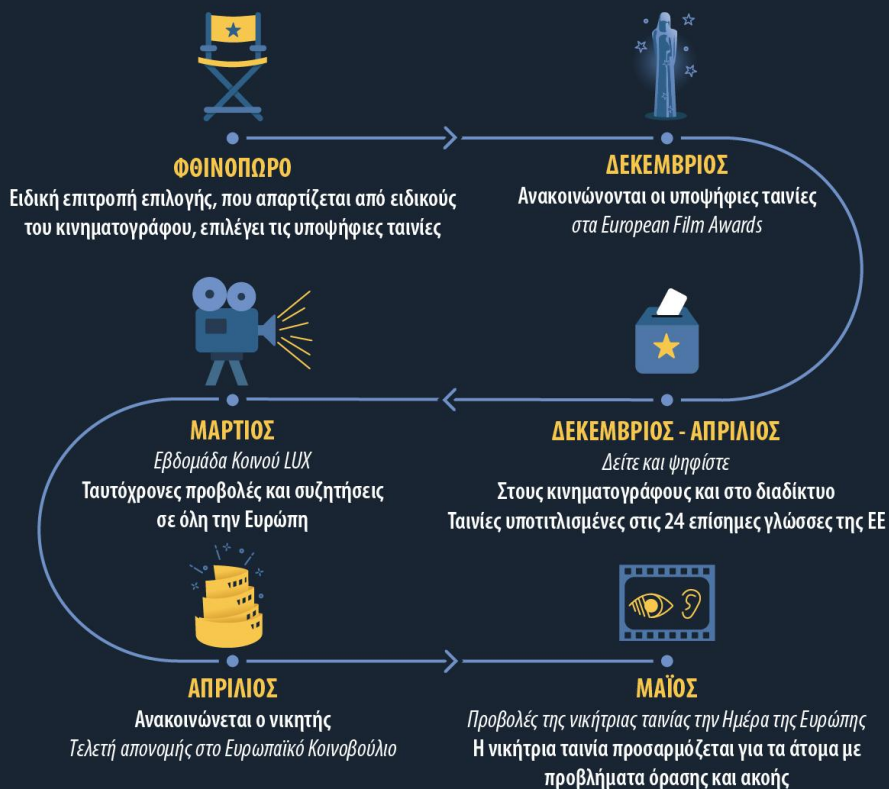 ΦΘΙΝΟΠΩΡΟ
Ειδική επιτροπή επιλογής, που απαρτίζεται από ειδικούς
του κινηματογράφου, επιλέγει τις υποψήφιες ταινίες
ΔΕΚΕΜΒΡΙΟΣ
Ανακοινώνονται οι υποψήφιες ταινίες
στα European Film Awards
ΔΕΚΕΜΒΡΙΟΣ - ΑΠΡΙΛΙΟΣ
Δείτε και ψηφίστε
Στους κινηματογράφους και στο διαδίκτυο
Ταινίες υποτιτλισμένες στις 24 επίσημες γλώσσες της ΕΕ
ΜΑΡΤΙΟΣ
Εβδομάδα Κοινού LUX
Ταυτόχρονες προβολές και συζητήσεις
σε όλη την Ευρώπη
ΑΠΡΙΛΙΟΣ
Ανακοινώνεται ο νικητής
Τελετή απονομής στο Ευρωπαϊκό Κοινοβούλιο
ΜΑΪΟΣ
Προβολές της νικήτριας ταινίας την Ημέρα της Ευρώπης
Η νικήτρια ταινία προσαρμόζεται για τα άτομα με
προβλήματα όρασης και ακοής